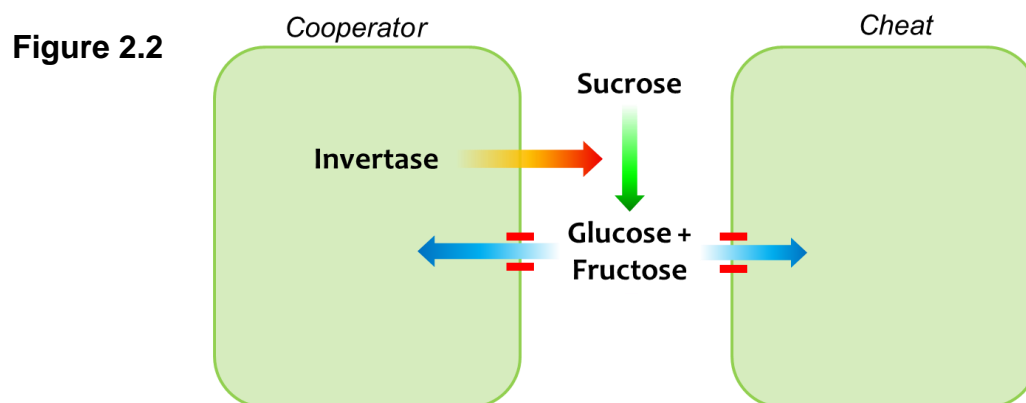 Figure 2.2
Cooperator
Cheat
Sucrose
Invertase
Glucose +
Fructose